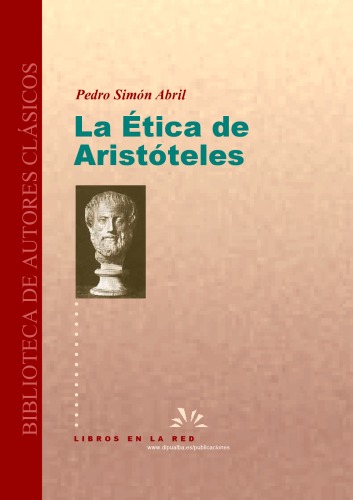 BIBLIOTECA DE AUTORES CLÁSICOS
Pedro Simón Abril
La Ética de
Aristóteles
LIBROS EN LA RED
www.dipualba.es/publicaciones